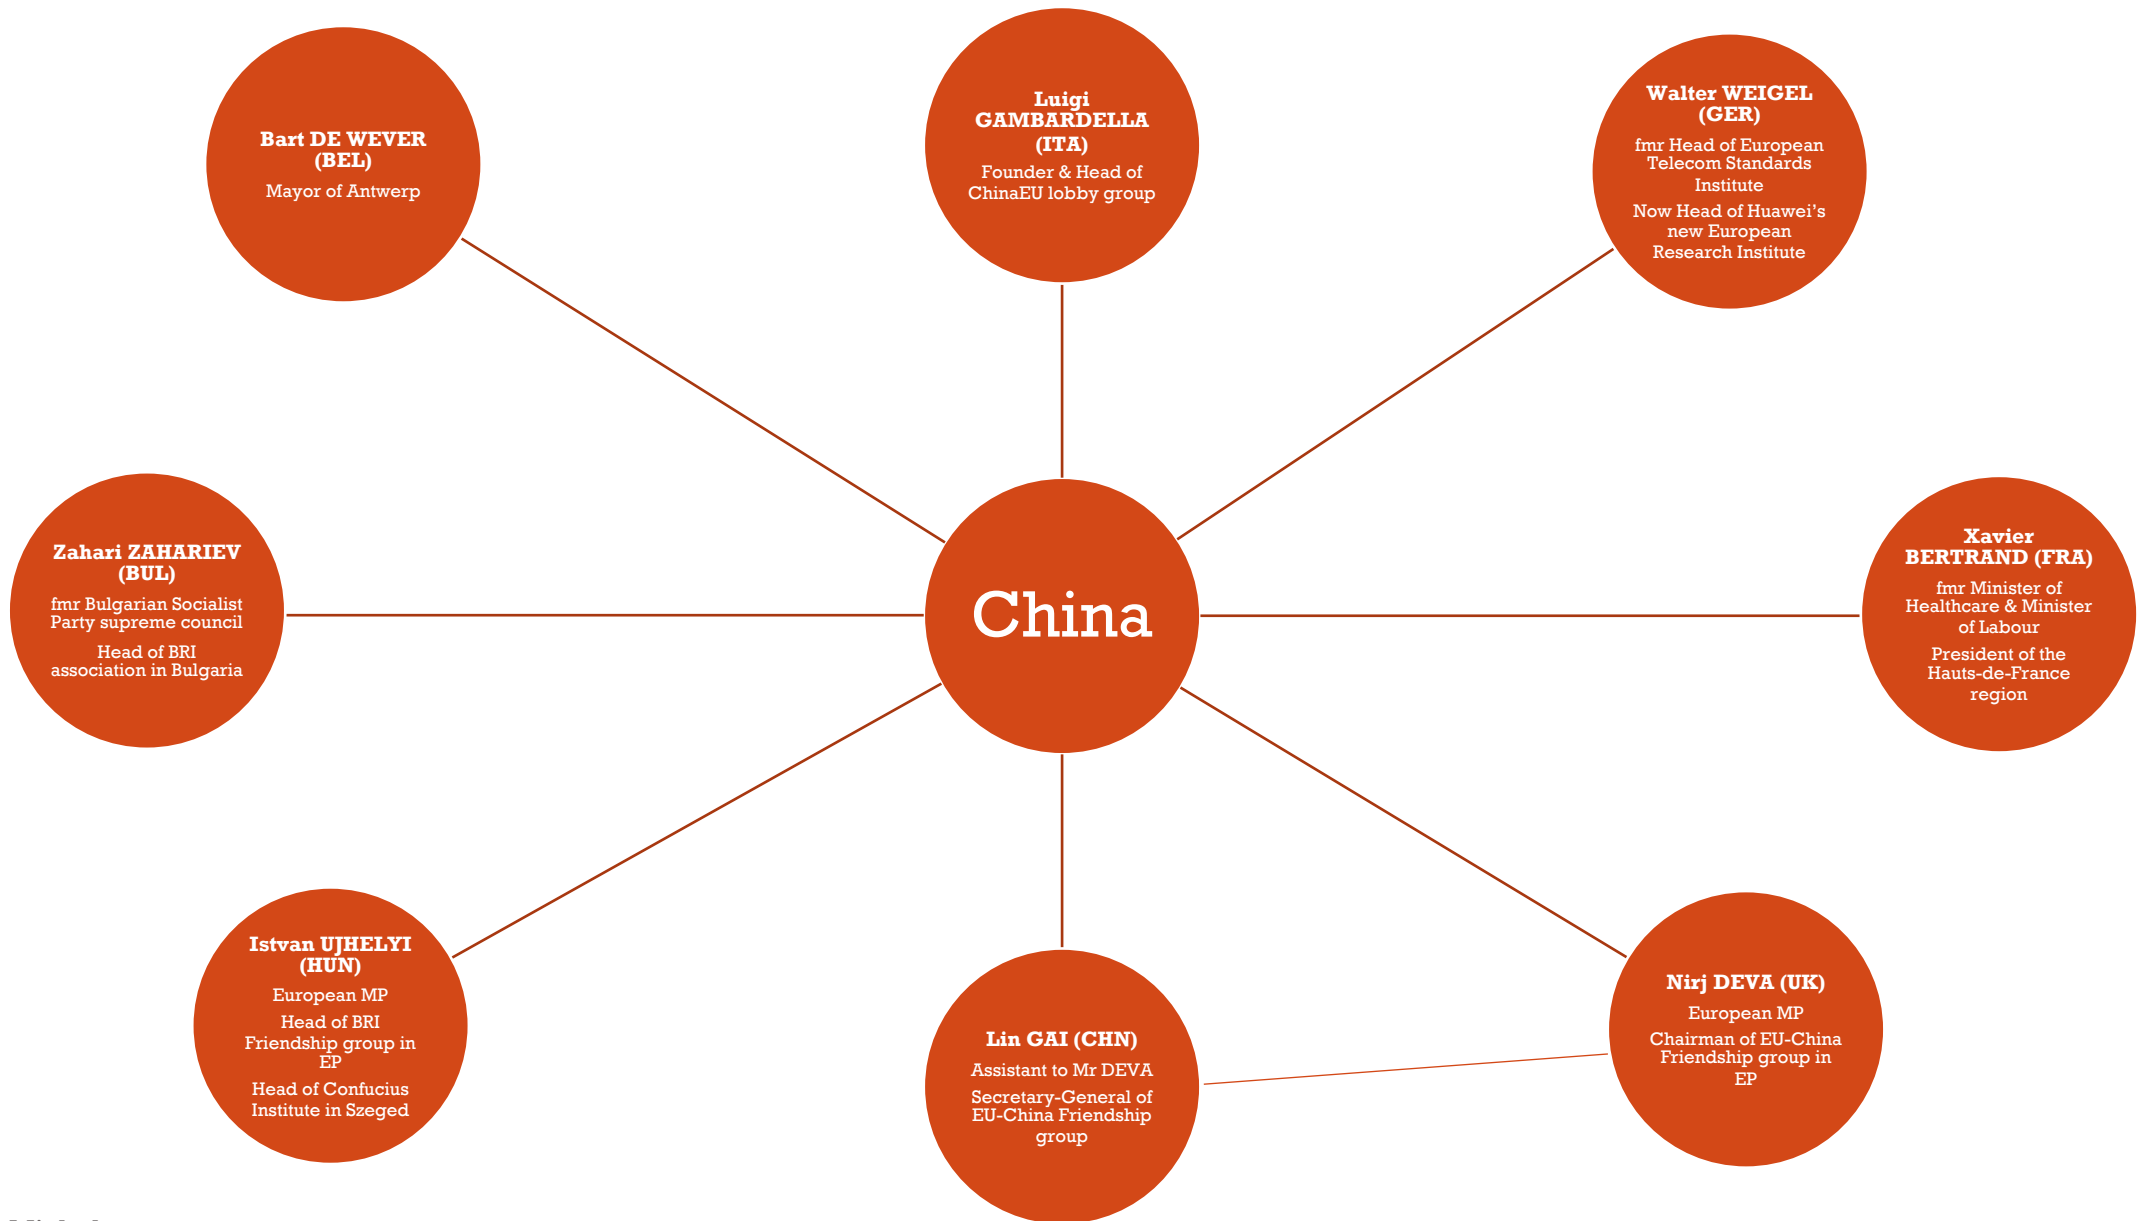 Bart DE WEVER
(BEL)
Mayor of Antwerp
Luigi
GAMBARDELLA
(ITA)
Founder & Head of
ChinaEU lobby group
Walter WEIGEL
(GER)
fmr Head of European
Telecom Standards
Institute
Now Head of Huawei’s
new European
Research Institute
Zahari ZAHARIEV
(BUL)
fmr Bulgarian Socialist
Party supreme council
Head of BRI
association in Bulgaria
China
Xavier
BERTRAND (FRA)
fmr Minister of
Healthcare & Minister
of Labour
President of the
Hauts-de-France
region
Istvan UJHELYI
(HUN)
European MP
Head of BRI
Friendship group in
EP
Head of Confucius
Institute in Szeged
Lin GAI (CHN)
Assistant to Mr DEVA
Secretary-General of
EU-China Friendship
group
Nirj DEVA (UK)
European MP
Chairman of EU-China
Friendship group in
EP